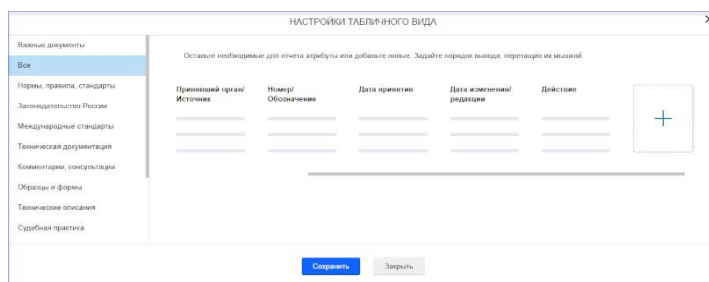 НАСТРОЙКИ ТАБЛИЧНОГО ВИДА
X
Важные документы
Все
Нормы, правила, стандарты
Законодательство России
Международные стандарты
Техническая документация
Комментарии, консультации
Образцы и формы
Технические описания
Судебная практика
Оставьте необходимые для отчета атрибуты или добавьте новые. Задайте порядок вывода, перетащив их мышкой
Принявший орган/ Номер/ Дата принятия Дата изменения/ Действие
Источник Обозначение редакции
Сохранить Закрыть